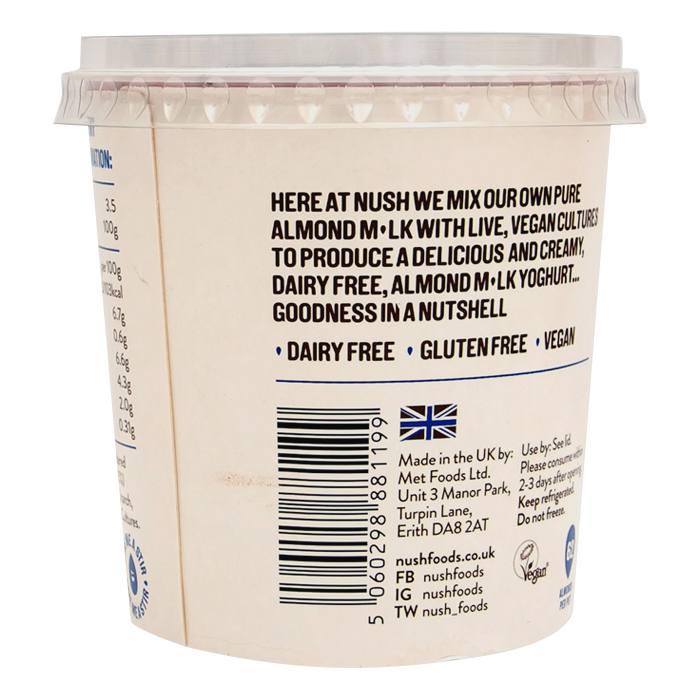 ATION:
3.5
100g
100g
103kcal
6.7g
0.6g
6.6g
4.3g
2.0g
0.31g
HERE AT NUSH WE MIX OUR OWN PURE
ALMOND M•LK WITH LIVE, VEGAN CULTURES
TO PRODUCE A DELICIOUS AND CREAMY,
DAIRY FREE, ALMOND M•LK YOGHURT...
GOODNESS IN A NUTSHELL
• DAIRY FREE • GLUTEN FREE • VEGAN
5 060298 881199
Made in the UK by:
Met Foods Ltd.
Unit 3 Manor Park,
Turpin Lane,
Erith DA8 2AT
nushfoods.co.uk
FB nushfoods
IG nushfoods
TW nush_foods
Use by: See lid.
Please consume within
2-3 days after opening
Keep refrigerated.
Do not freeze.
Vegan